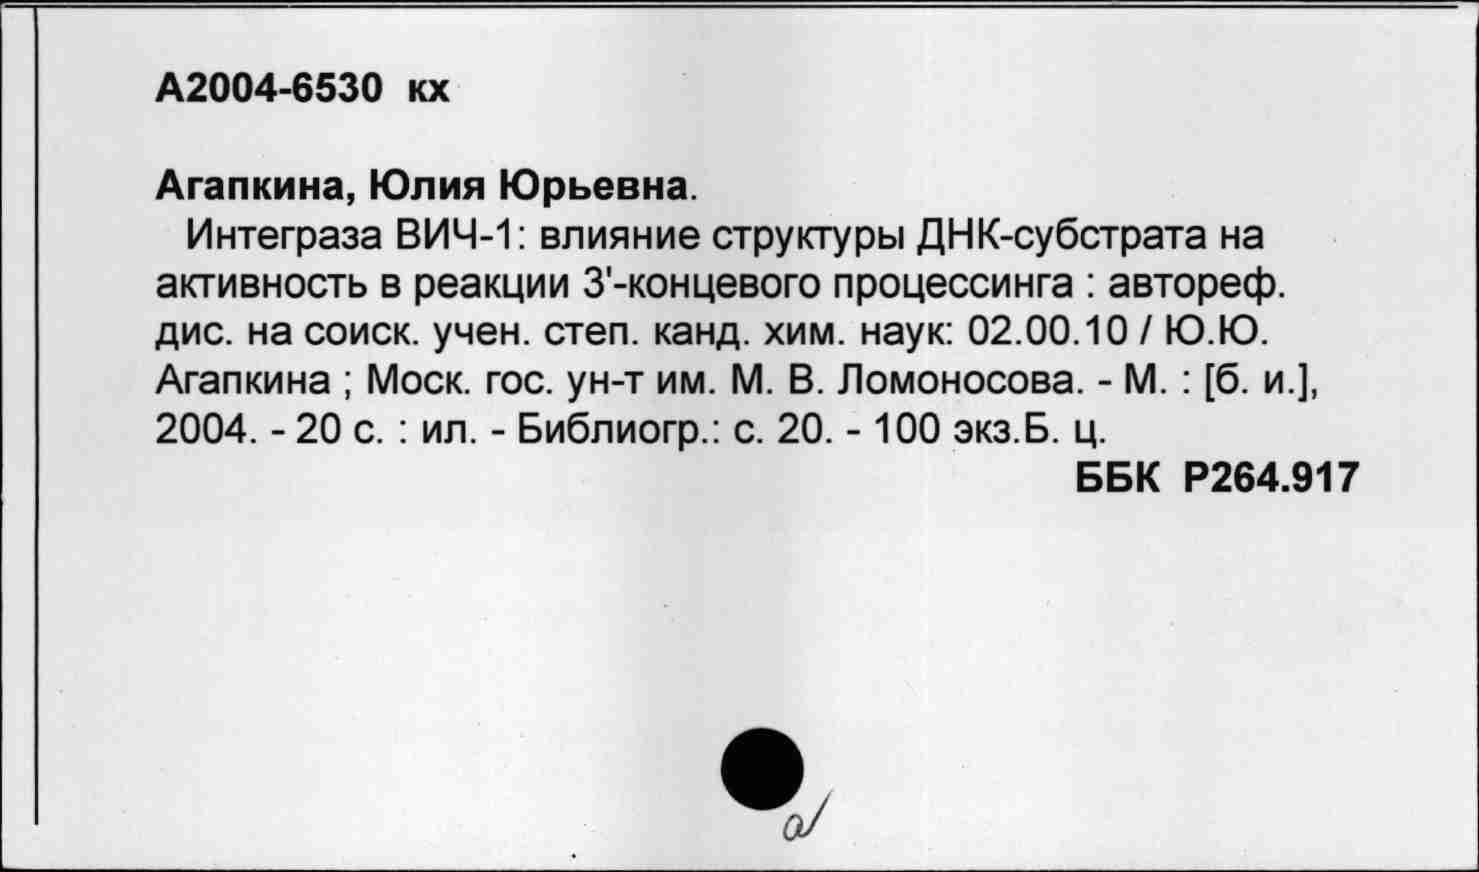 А2004-6530 кх
Агапкина, Юлия Юрьевна.
Интеграза ВИЧ-1: влияние структуры ДНК-субстрата на
активность в реакции 3'-концевого процессинга : автореф.
дис. на соиск. учен. степ. канд. хим. наук: 02.00.10 / Ю.Ю.
Агапкина ; Моск. гос. ун-т им. М. В. Ломоносова. - М. : [б. и.],
2004. - 20 с. : ил. - Библиогр.: с. 20. - 100 экз.Б. ц.
ББК Р264.917